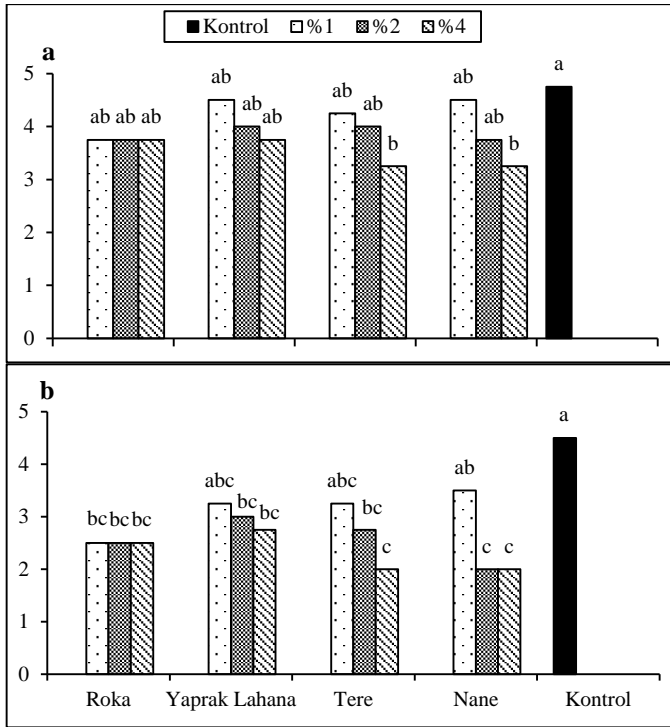 Kontrol %1 %2 %4
a
5
4
3
2
1
0
ab ab ab
ab
ab
ab
ab
ab
b
ab
ab
b
a
b
5
4
3
2
1
0
bc bc bc
abc
bc
bc
abc
bc
c
ab
c c
a
Roka Yaprak Lahana Tere Nane Kontrol